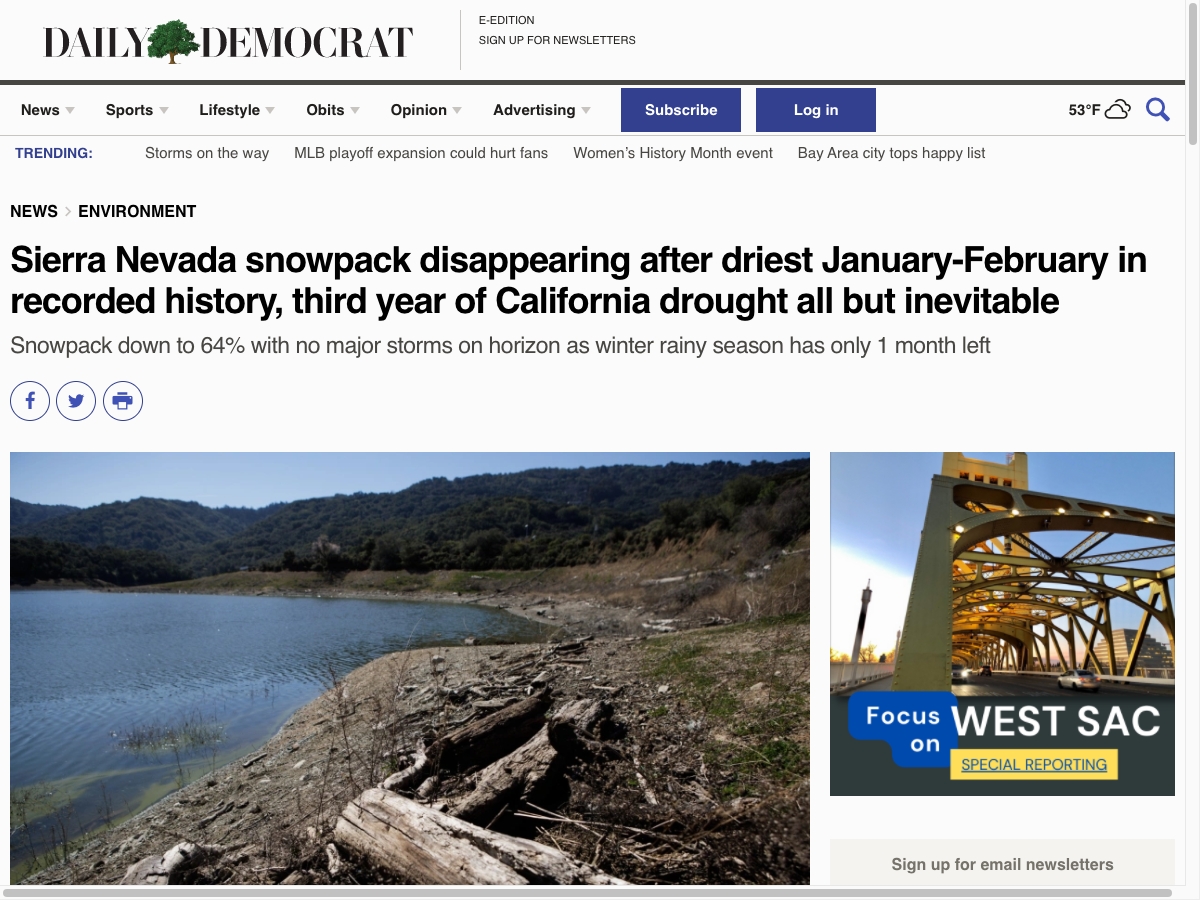 DAILY DEMOCRAT
E-EDITION
SIGN UP FOR NEWSLETTERS
News Sports Lifestyle Obits Opinion Advertising Subscribe Log in 53°F
TRENDING: Storms on the way MLB playoff expansion could hurt fans Women’s History Month event Bay Area city tops happy list
NEWS > ENVIRONMENT
Sierra Nevada snowpack disappearing after driest January-February in
recorded history, third year of California drought all but inevitable
Snowpack down to 64% with no major storms on horizon as winter rainy season has only 1 month left
Focus
on
WEST SAC
SPECIAL REPORTING
Sign up for email newsletters